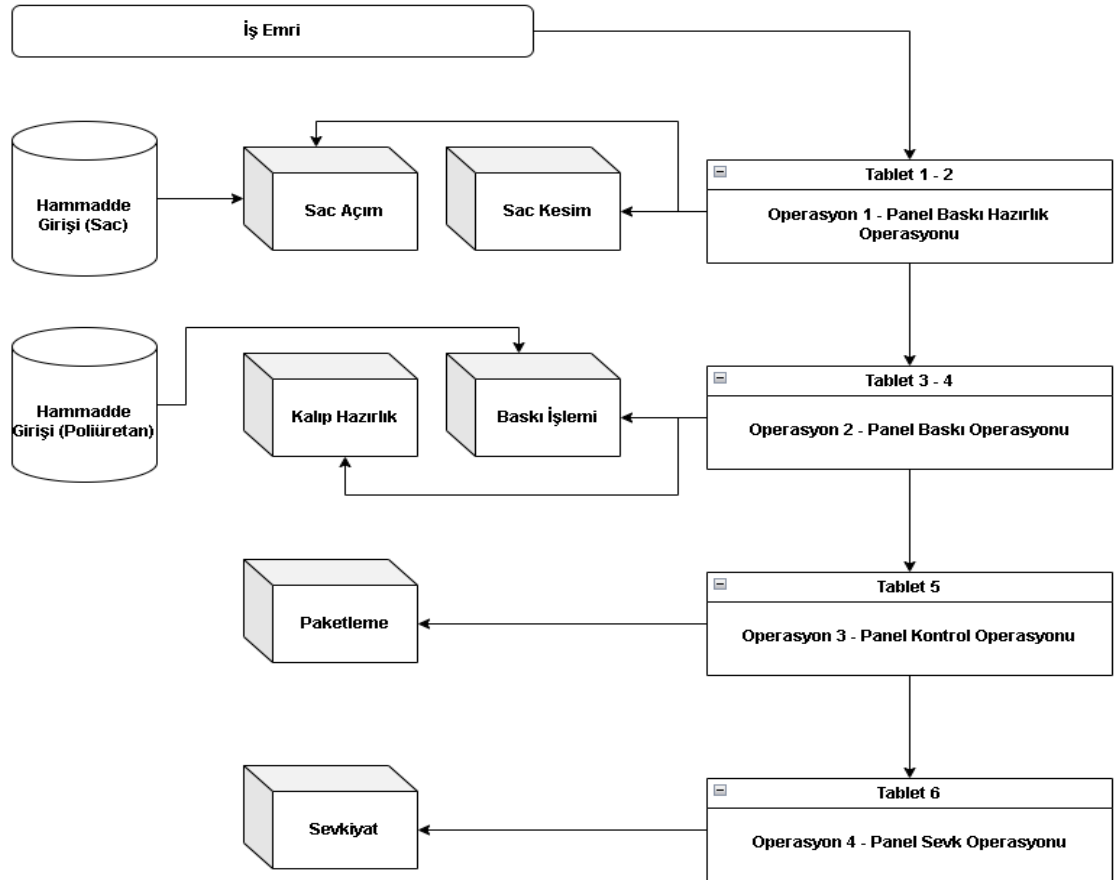 İş Emri
Tablet 1 - 2
Hammadde
Girişi (Sac)
Sac Açım
Sac Kesim
Operasyon 1 - Panel Baskı Hazırlık
Operasyonu
Tablet 3 - 4
Hammadde
Girişi (Poliüretan)
Kalıp Hazırlık
Baskı İşlemi
Operasyon 2 - Panel Baskı Operasyonu
Tablet 5
Paketleme
Operasyon 3 - Panel Kontrol Operasyonu
Tablet 6
Sevkiyat
Operasyon 4 - Panel Sevk Operasyonu